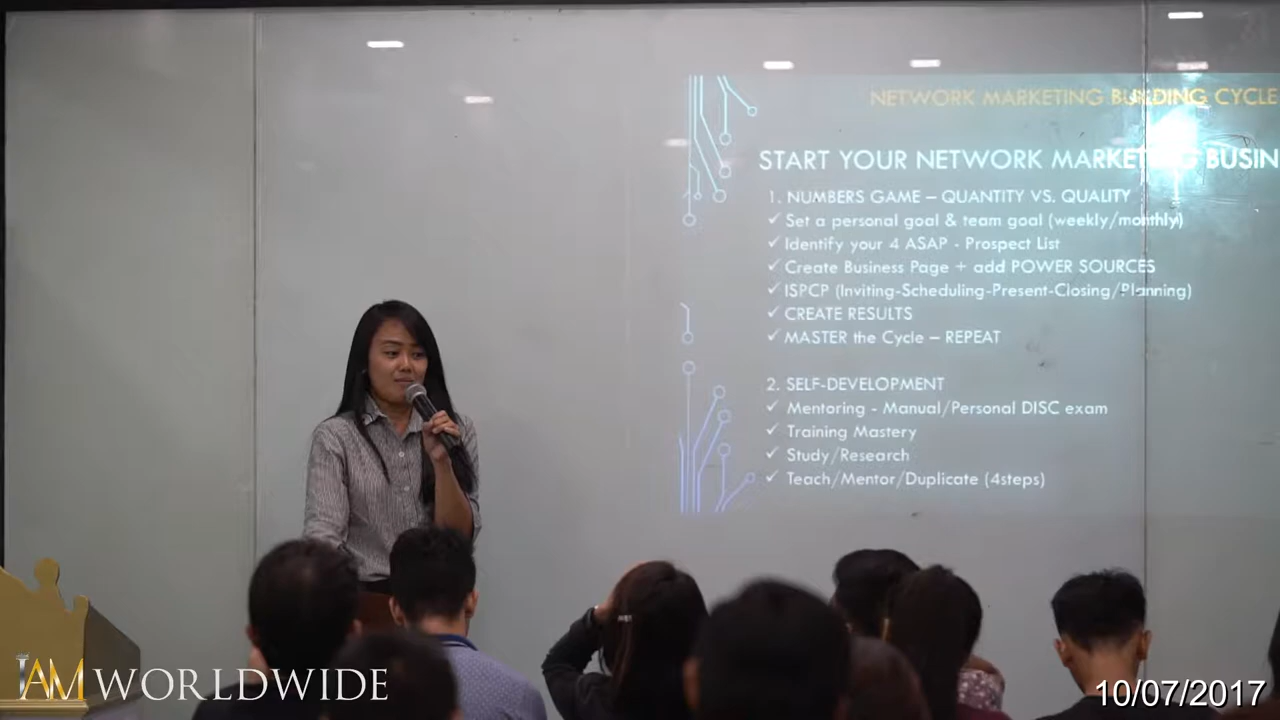 NETWORK MARKETING BUILDING CYCLE
START YOUR NETWORK MARKETING BUSIN
1. NUMBERS GAME – QUANTITY VS. QUALITY
✓ Set a personal goal & team goal (weekly/monthly)
✓ Identify your 4 ASAP - Prospect List
✓ Create Business Page + add POWER SOURCES
✓ ISPCP (Inviting-Scheduling-Present-Closing/Planning)
✓ CREATE RESULTS
✓ MASTER the Cycle – REPEAT
2. SELF-DEVELOPMENT
✓ Mentoring - Manual/Personal DISC exam
✓ Training Mastery
✓ Study/Research
✓ Teach/Mentor/Duplicate (4steps)
IAM WORLDWIDE
10/07/2017